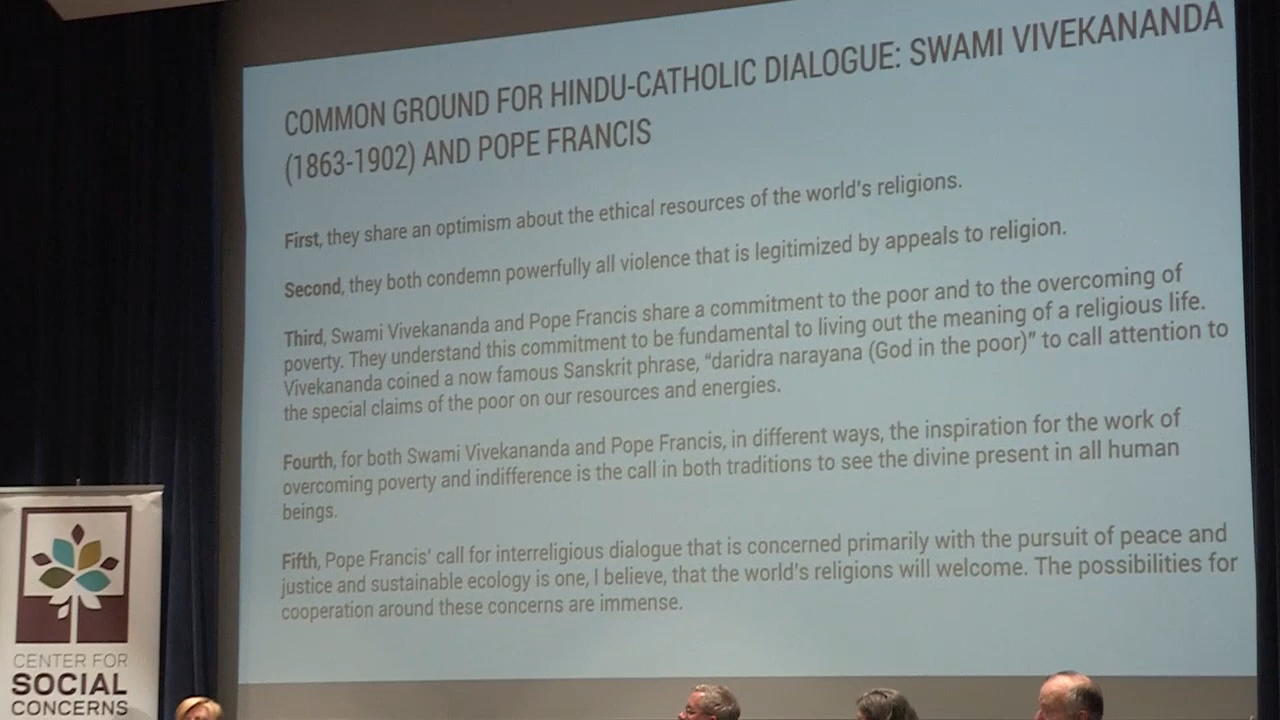 COMMON GROUND FOR HINDU-CATHOLIC DIALOGUE: SWAMI VIVEKANANDA
(1863-1902) AND POPE FRANCIS
First, they share an optimism about the ethical resources of the world's religions.
Second, they both condemn powerfully all violence that is legitimized by appeals to religion.
Third, Swami Vivekananda and Pope Francis share a commitment to the poor and to the overcoming of
poverty. They understand this commitment to be fundamental to living out the meaning of a religious life.
Vivekananda coined a now famous Sanskrit phrase, "daridra narayana (God in the poor)" to call attention to
the special claims of the poor on our resources and energies.
Fourth, for both Swami Vivekananda and Pope Francis, in different ways, the inspiration for the work of
overcoming poverty and indifference is the call in both traditions to see the divine present in all human
beings.
Fifth, Pope Francis' call for interreligious dialogue that is concerned primarily with the pursuit of peace and
justice and sustainable ecology is one, I believe, that the world's religions will welcome. The possibilities for
cooperation around these concerns are immense.
CENTER FOR
SOCIAL
CONCERNS